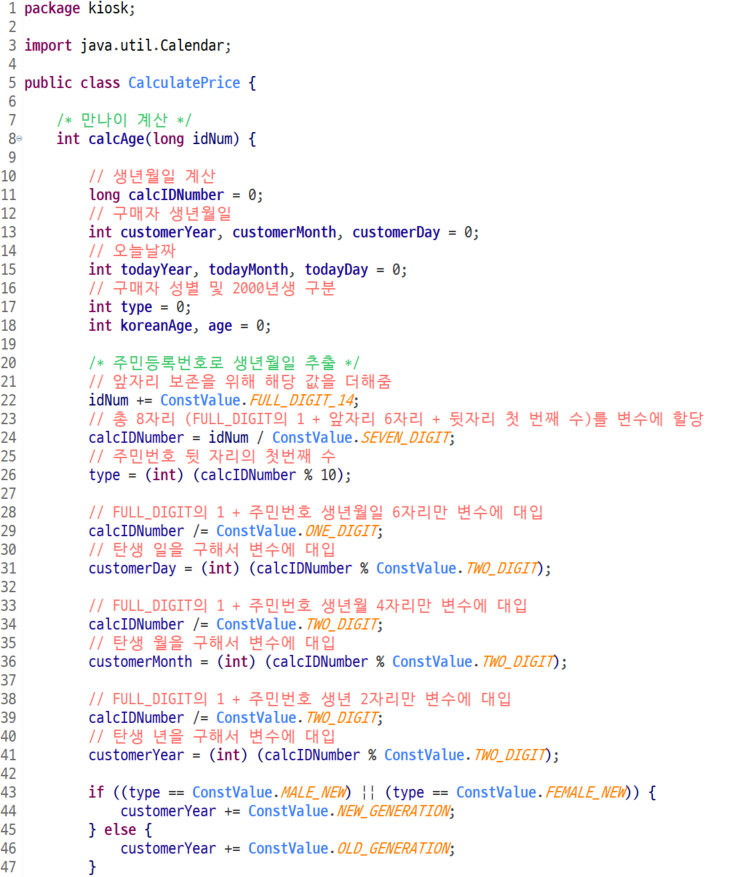 1 package kiosk;
2
3 import java.util.Calendar;
4
5 public class CalculatePrice {
6
7 /* 만나이 계산 */
8 int calcAge(long idNum) {
9
10 // 생년월일 계산
11 long calcIDNumber = 0;
12 // 구매자 생년월일
13 int customerYear, customerMonth, customerDay = 0;
14 // 오늘날짜
15 int todayYear, todayMonth, todayDay = 0;
16 // 구매자 성별 및 2000년생 구분
17 int type = 0;
18 int koreanAge, age = 0;
19
20 /* 주민등록번호로 생년월일 추출 */
21 // 앞자리 보존을 위해 해당 값을 더해줌
22 idNum += ConstValue.FULL_DIGIT_14;
23 // 총 8자리 (FULL_DIGIT의 1 + 앞자리 6자리 + 뒷자리 첫 번째 수)를 변수에 할당
24 calcIDNumber = idNum / ConstValue.SEVEN_DIGIT;
25 // 주민번호 뒷 자리의 첫번째 수
26 type = (int) (calcIDNumber % 10);
27
28 // FULL_DIGIT의 1 + 주민번호 생년월일 6자리만 변수에 대입
29 calcIDNumber /= ConstValue.ONE_DIGIT;
30 // 탄생 일을 구해서 변수에 대입
31 customerDay = (int) (calcIDNumber % ConstValue.TWO_DIGIT);
32
33 // FULL_DIGIT의 1 + 주민번호 생년월 4자리만 변수에 대입
34 calcIDNumber /= ConstValue.TWO_DIGIT;
35 // 탄생 월을 구해서 변수에 대입
36 customerMonth = (int) (calcIDNumber % ConstValue.TWO_DIGIT);
37
38 // FULL_DIGIT의 1 + 주민번호 생년 2자리만 변수에 대입
39 calcIDNumber /= ConstValue.TWO_DIGIT;
40 // 탄생 년을 구해서 변수에 대입
41 customerYear = (int) (calcIDNumber % ConstValue.TWO_DIGIT);
42
43 if ((type == ConstValue.MALE_NEW) || (type == ConstValue.FEMALE_NEW)) {
44 customerYear += ConstValue.NEW_GENERATION;
45 } else {
46 customerYear += ConstValue.OLD_GENERATION;
47 }